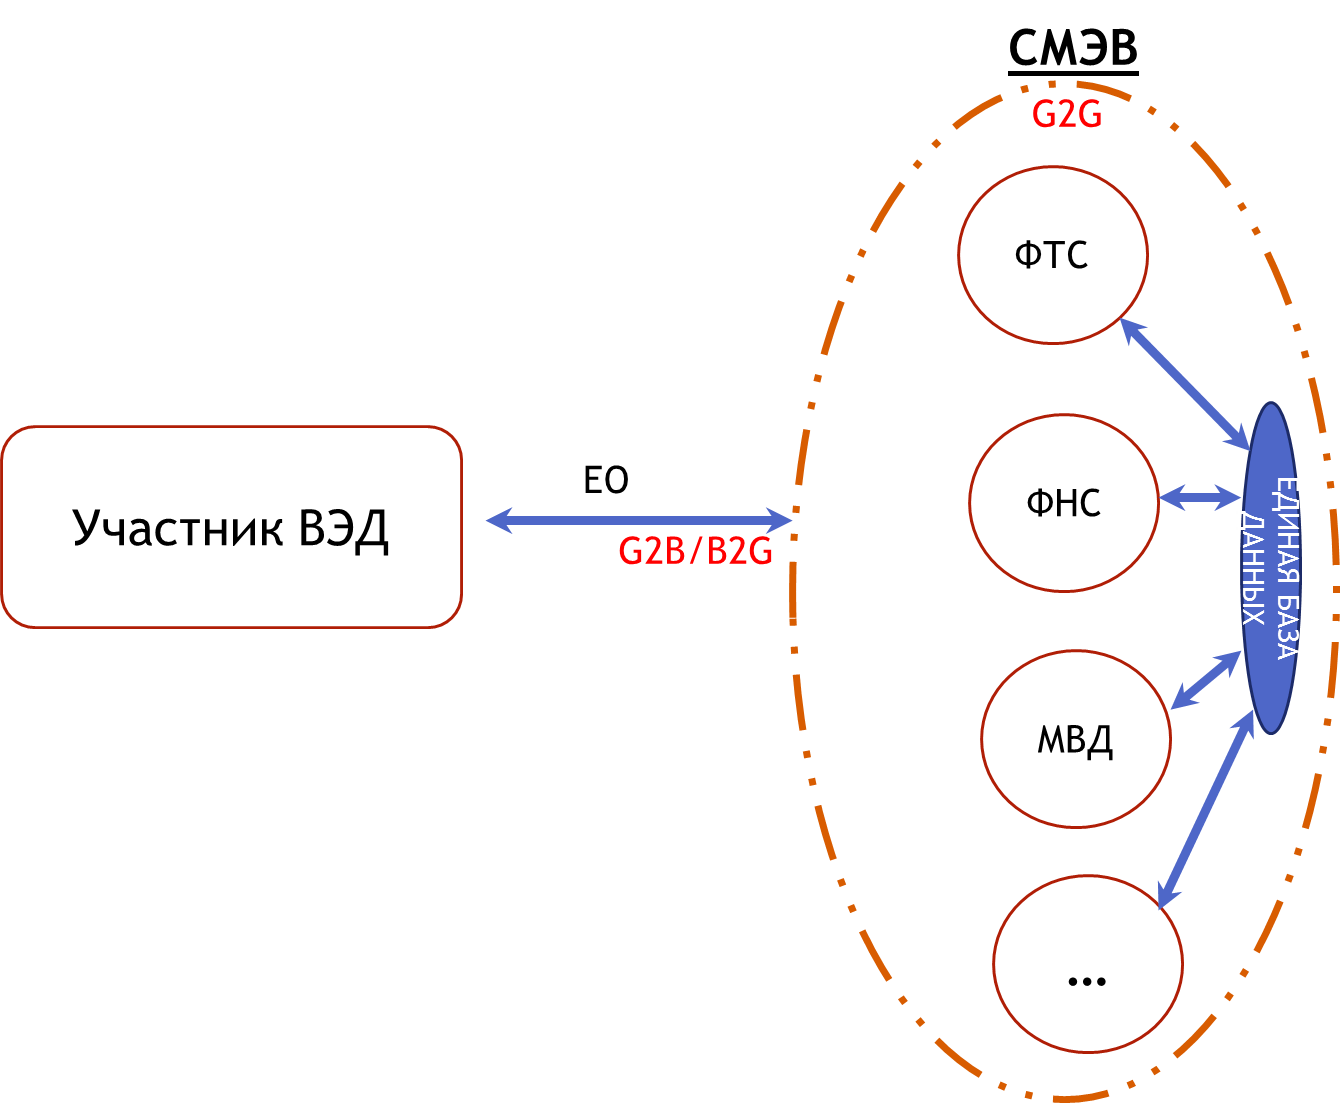 СМЭВ
G2G
ФТС
ЕО
Участник ВЭД
G2B/B2G
ФНС
ЕДИНАЯ БАЗА
ДАННЫХ
МВД
...